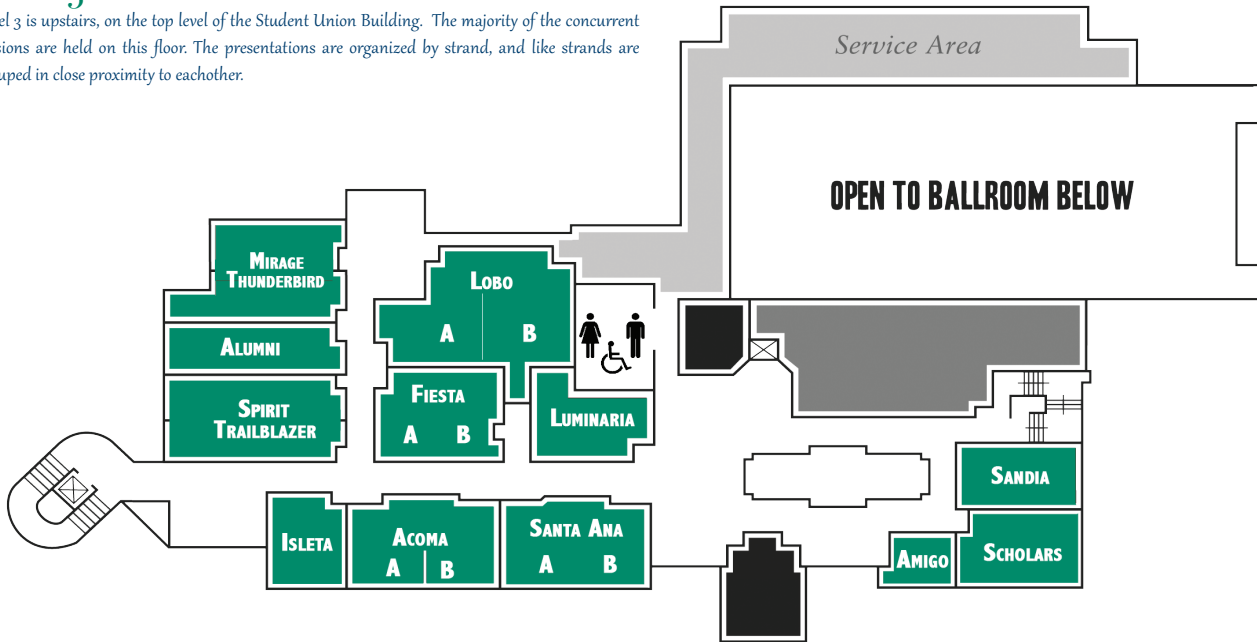 el 3 is upstairs, on the top level of the Student Union Building. The majority of the concurrent
sions are held on this floor. The presentations are organized by strand, and like strands are
uped in close proximity to eachother.
Service Area
OPEN TO BALLROOM BELOW
MIRAGE
THUNDERBIRD
LOBO
A B
ALUMNI
FIESTA
A B
SPIRIT
TRAILBLAZER
LUMINARIA
SANDIA
ISLETA
ACOMA
A B
SANTA ANA
A B
AMIGO
SCHOLARS